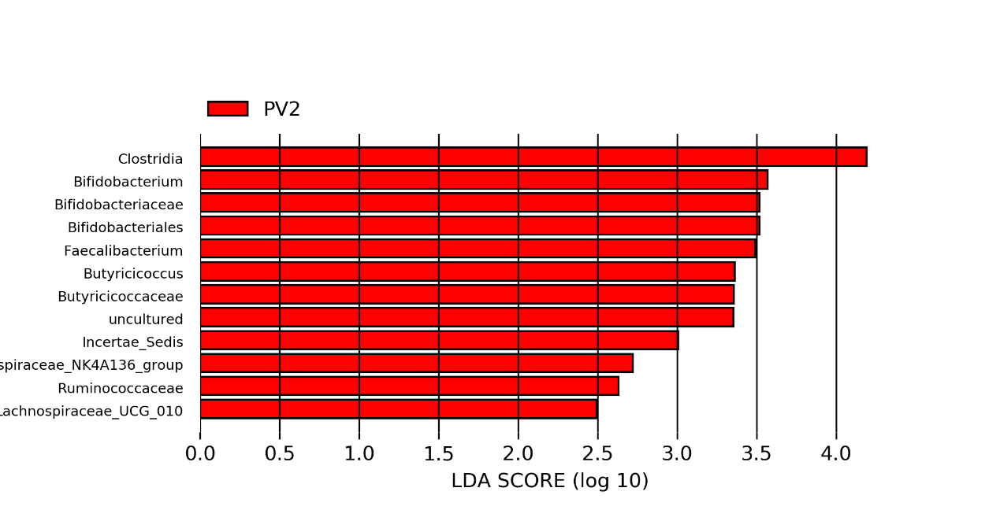 PV2
Clostridia
Bifidobacterium
Bifidobacteriaceae
Bifidobacteriales
Faecalibacterium
Butyricicoccus
Butyricicoccaceae
uncultured
Incertae_Sedis
spiraceae_NK4A136_group
Ruminococcaceae
Lachnospiraceae_UCG_010
0.0 0.5 1.0 1.5 2.0 2.5 3.0 3.5 4.0
LDA SCORE (log 10)